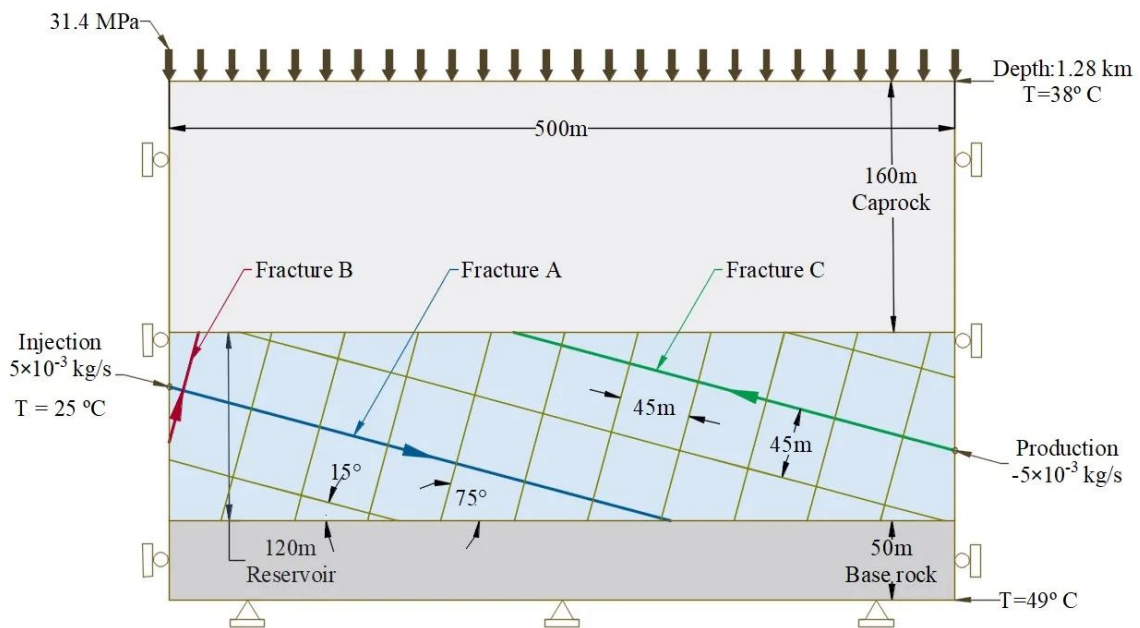 31.4 MPa
Depth:1.28 km
T=38º C
500m
160m
Caprock
Fracture B
Fracture A
Fracture C
Injection
5×10⁻³ kg/s
T = 25 ºC
45m
45m
15°
75°
Production
-5×10⁻³ kg/s
120m
Reservoir
50m
Base rock
T=49º C